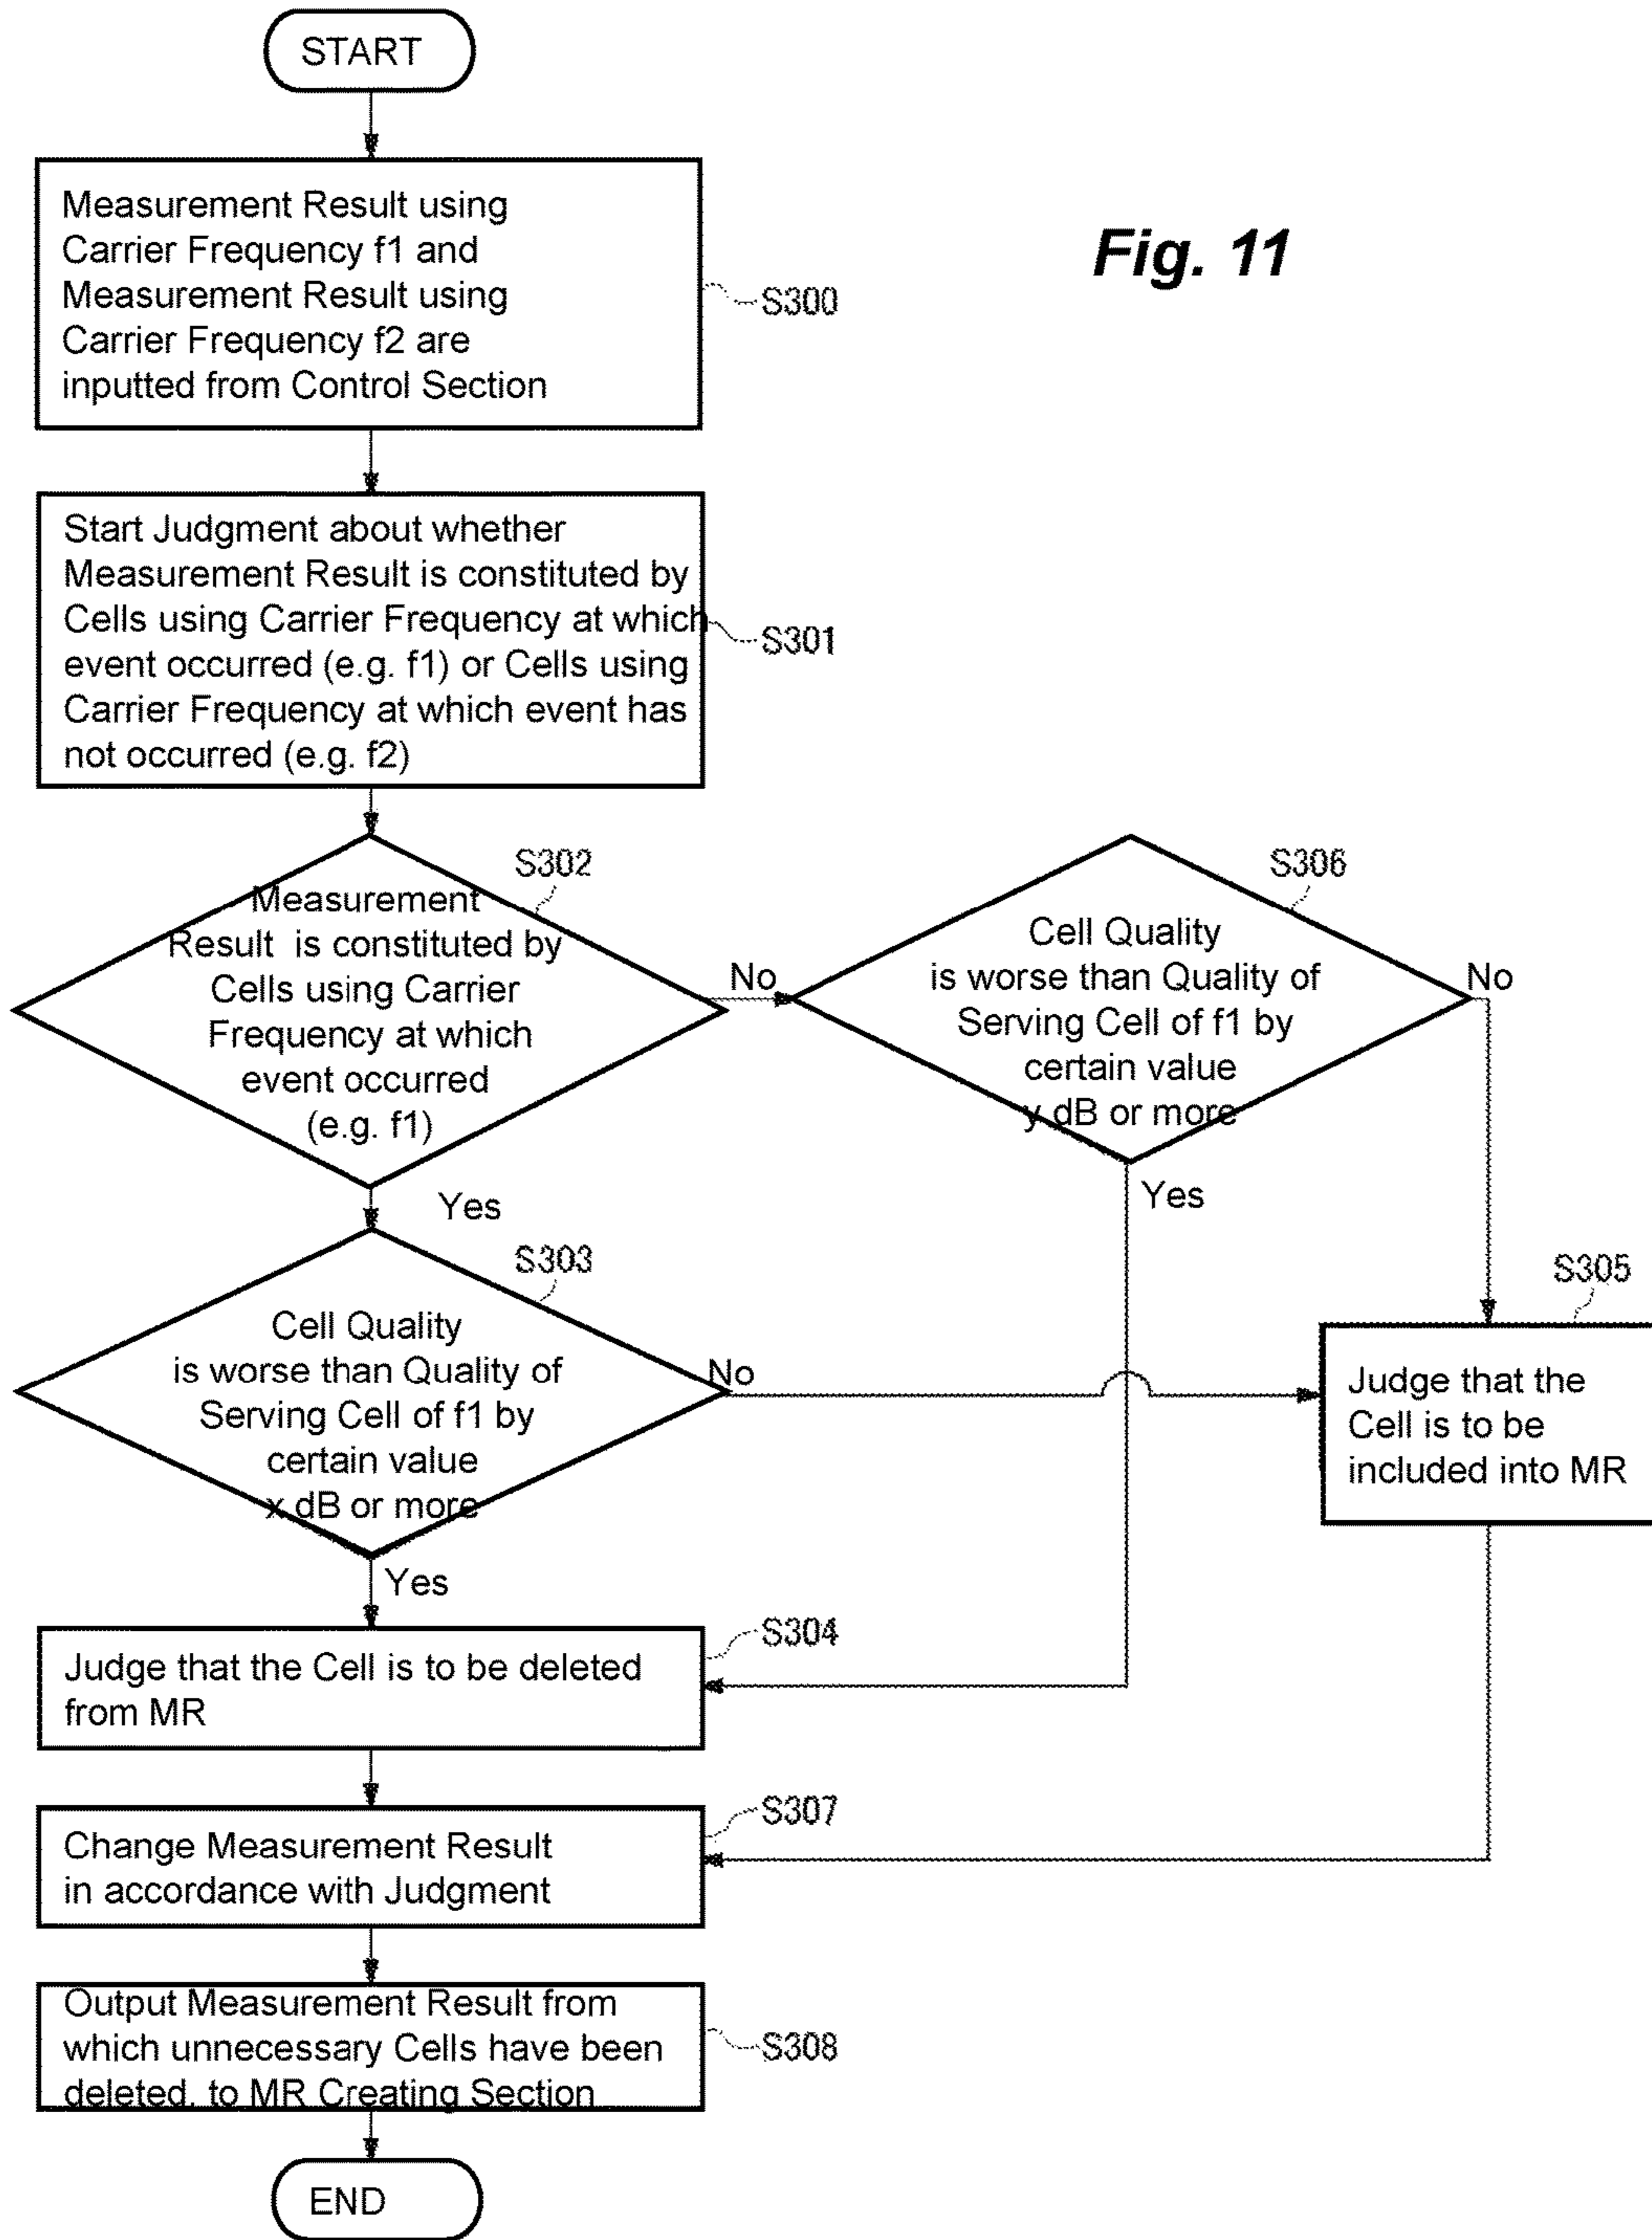 START
Fig. 11
Measurement Result using
Carrier Frequency f1 and
Measurement Result using
Carrier Frequency f2 are
inputted from Control Section
S300
Start Judgment about whether
Measurement Result is constituted by
Cells using Carrier Frequency at which
event occurred (e.g. f1) or Cells using
Carrier Frequency at which event has
not occurred (e.g. f2)
S301
S302
Measurement
Result is constituted by
Cells using Carrier
Frequency at which
event occurred
(e.g. f1)
No
Yes
S306
Cell Quality
is worse than Quality of
Serving Cell of f1 by
certain value
y dB or more
No
Yes
S303
Cell Quality
is worse than Quality of
Serving Cell of f1 by
certain value
x dB or more
No
Yes
S305
Judge that the
Cell is to be
included into MR
S304
Judge that the Cell is to be deleted
from MR
S307
Change Measurement Result
in accordance with Judgment
Output Measurement Result from
which unnecessary Cells have been
deleted, to MR Creating Section
S308
END